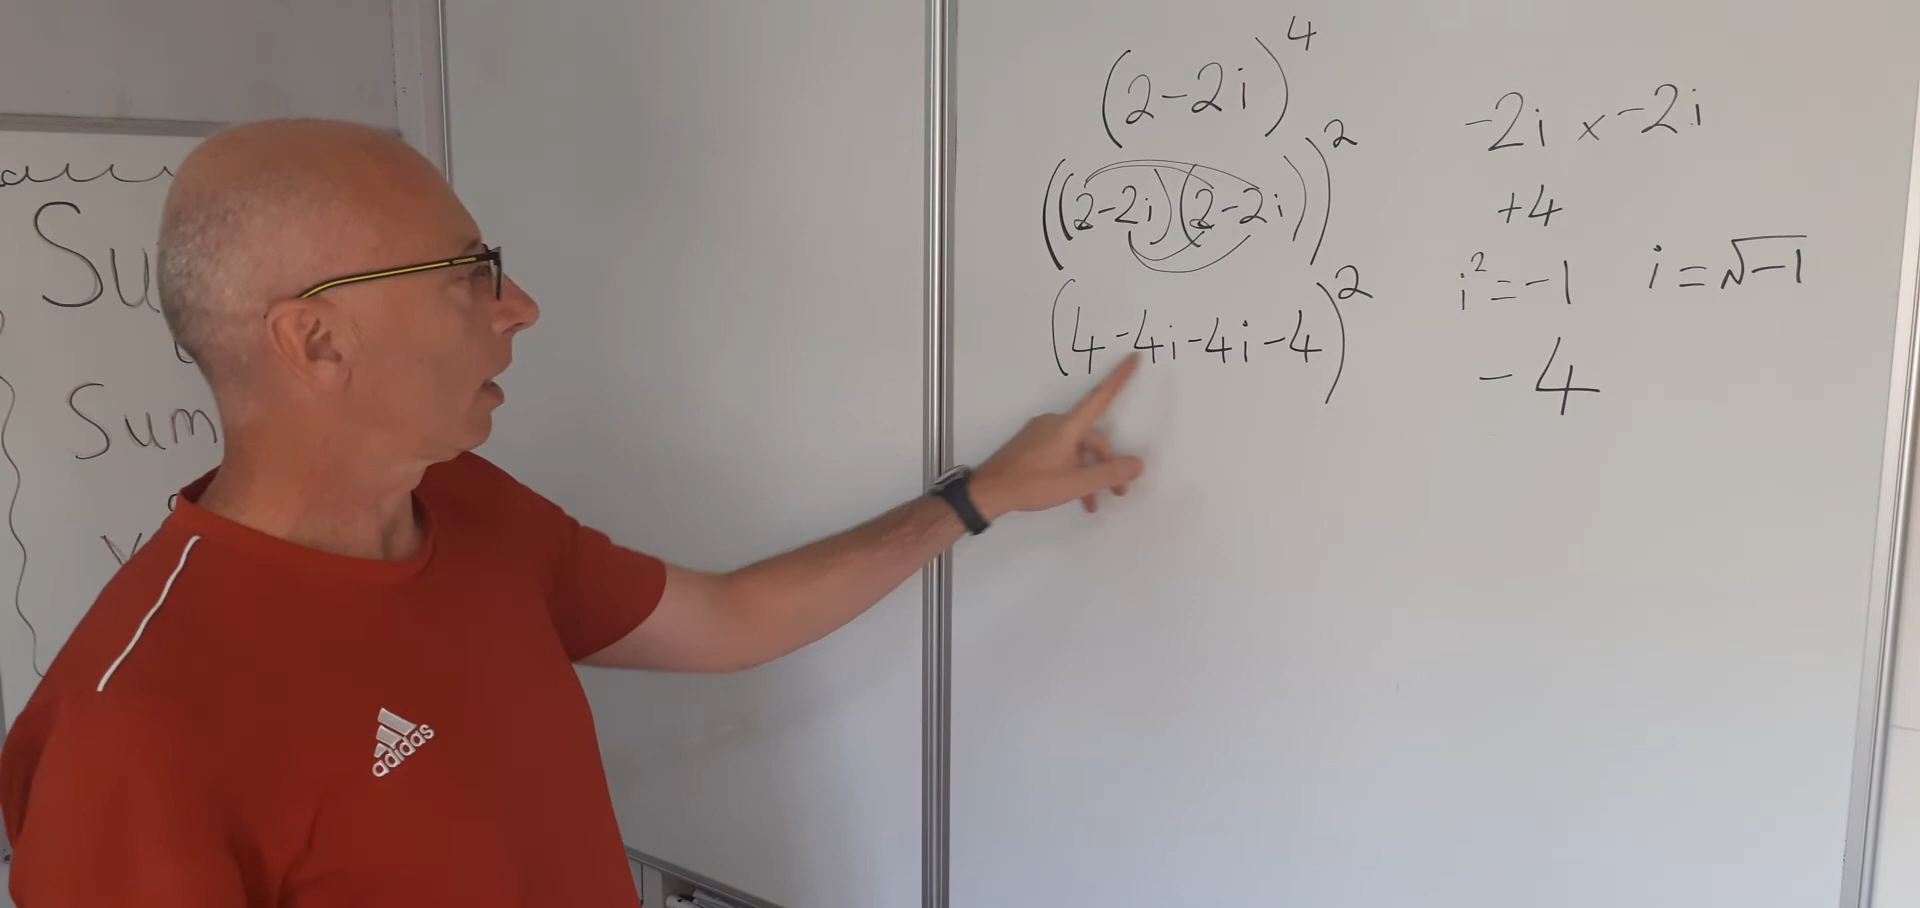 Su
Sum
(2-2i)⁴
((2-2i)(2-2i))²
(4-4i-4i-4)²
-2i × -2i
+4
i² = -1
i = √-1
-4
adidas